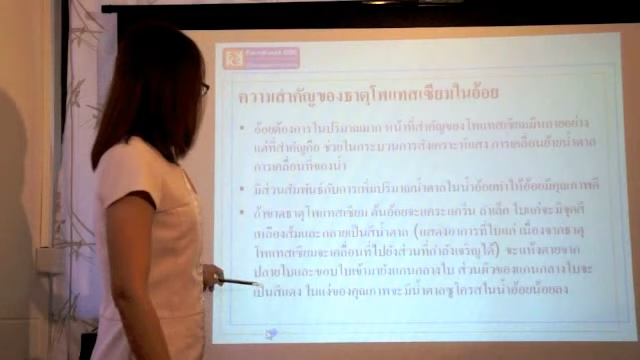 ความสำคัญของธาตุโพแทสเซียมในอ้อย
• อ้อยต้องการในปริมาณมาก หน้าที่สำคัญของโพแทสเซียมมีหลายอย่าง
แต่ที่สำคัญคือ ช่วยในกระบวนการสังเคราะห์แสง การเคลื่อนย้ายน้ำตาล
การเคลื่อนที่ของน้ำ
• มีส่วนสัมพันธ์กับการเพิ่มปริมาณน้ำตาลในน้ำอ้อยทำให้อ้อยมีคุณภาพดี
• ถ้าขาดธาตุโพแทสเซียม ต้นอ้อยจะแคระแกร็น ลำเล็ก ใบแก่จะมีจุดสี
เหลืองส้มและกลายเป็นสีน้ำตาล (แสดงอาการที่ใบแก่ เนื่องจากธาตุ
โพแทสเซียมจะเคลื่อนที่ไปยังส่วนที่กำลังเจริญได้) จะแห้งตายจาก
ปลายใบและขอบใบเข้ามายังแกนกลางใบ ส่วนผิวของแกนกลางใบจะ
เป็นสีแดง ในแง่ของคุณภาพจะมีน้ำตาลซูโครสในน้ำอ้อยน้อยลง